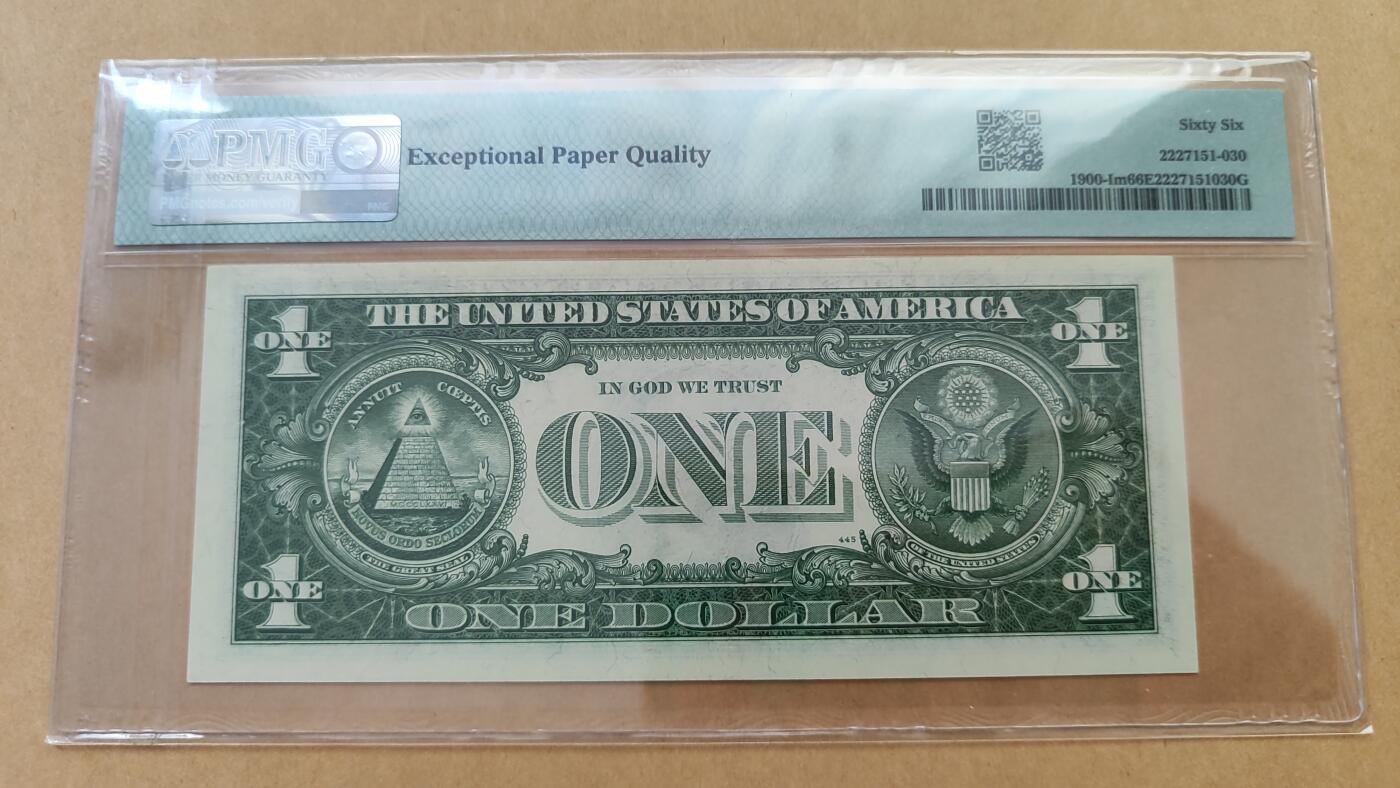 PMG
PAPER MONEY GUARANTY
PMGnotes.com/verify
PMG
Exceptional Paper Quality
Sixty Six
2227151-030
1900-Im66E2227151030G
THE UNITED STATES OF AMERICA
1
ONE
1
ONE
IN GOD WE TRUST
ANNUIT CŒPTIS
ONE
MDCCLXXVI
NOVUS ORDO SECLORUM
THE GREAT SEAL
445
OF THE UNITED STATES
1
ONE
1
ONE
ONE DOLLAR